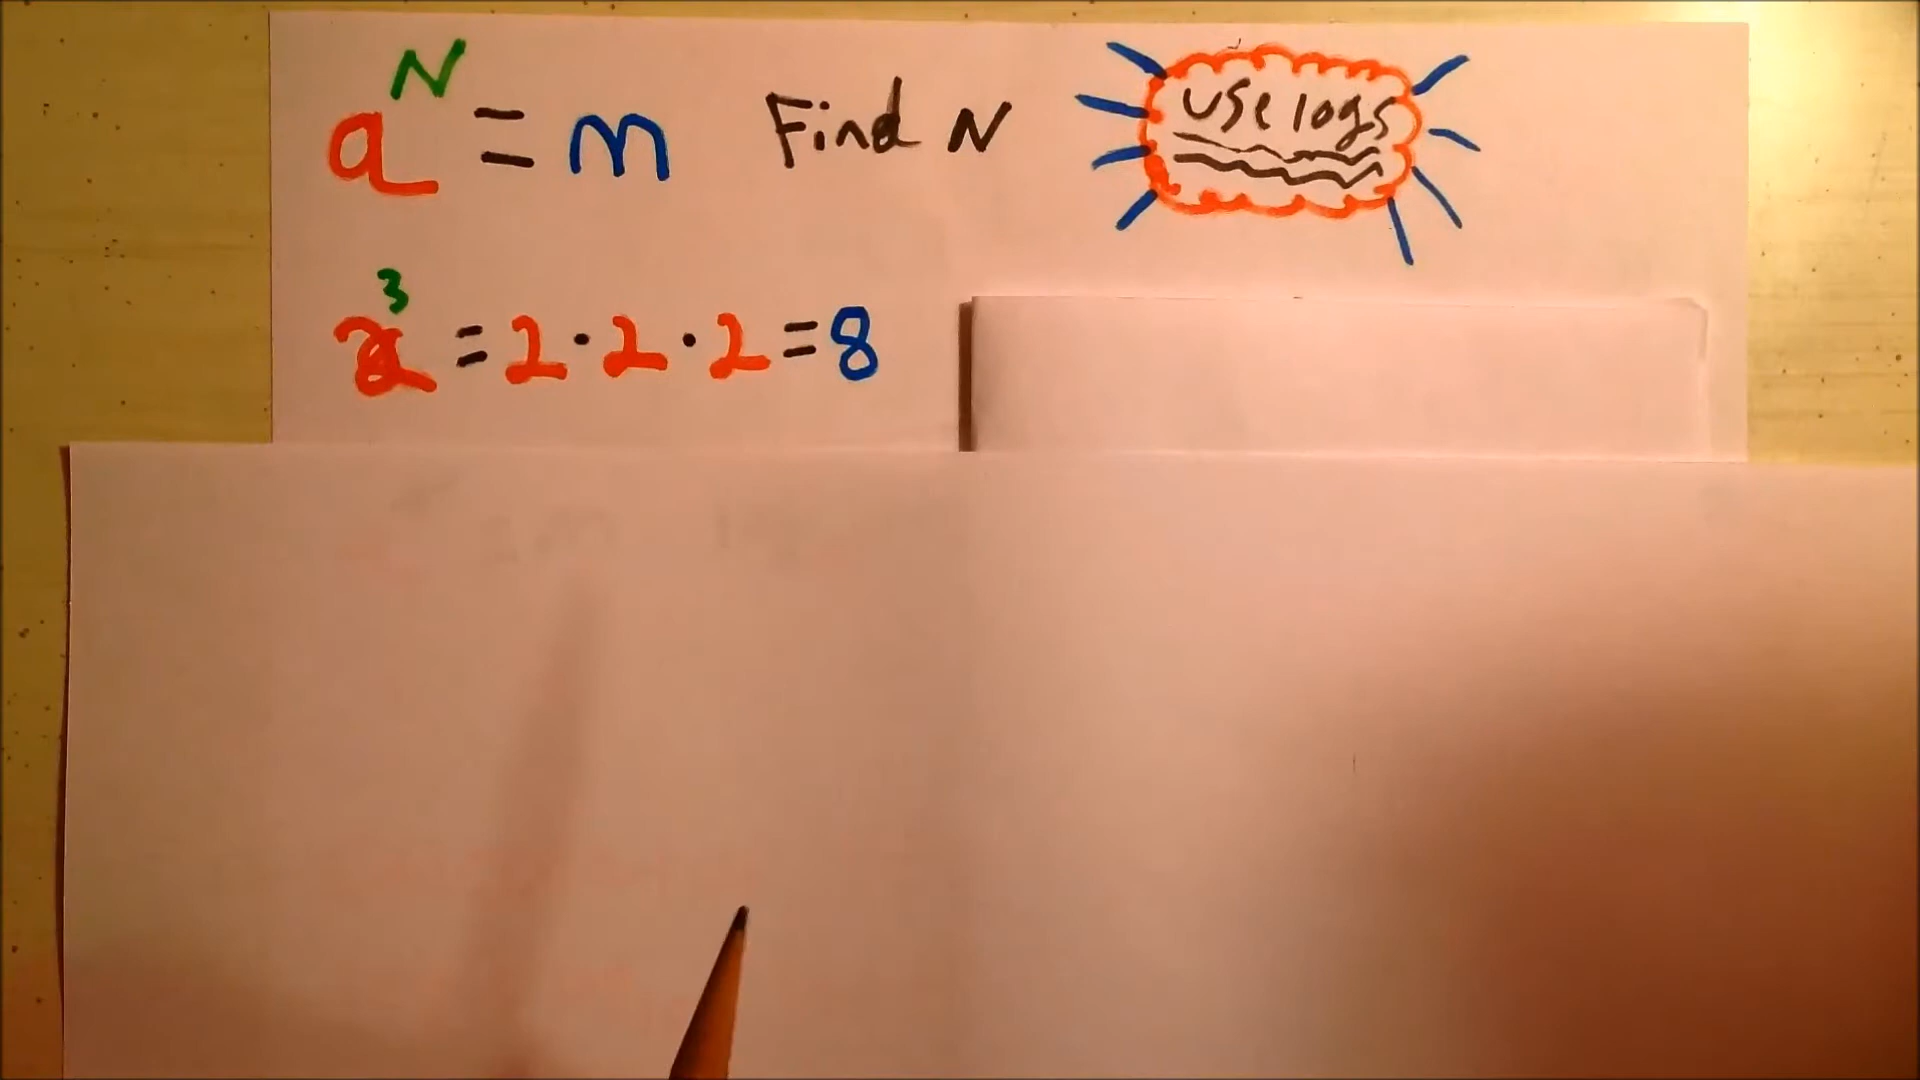 a^N = m Find N use logs
2^3 = 2 · 2 · 2 = 8